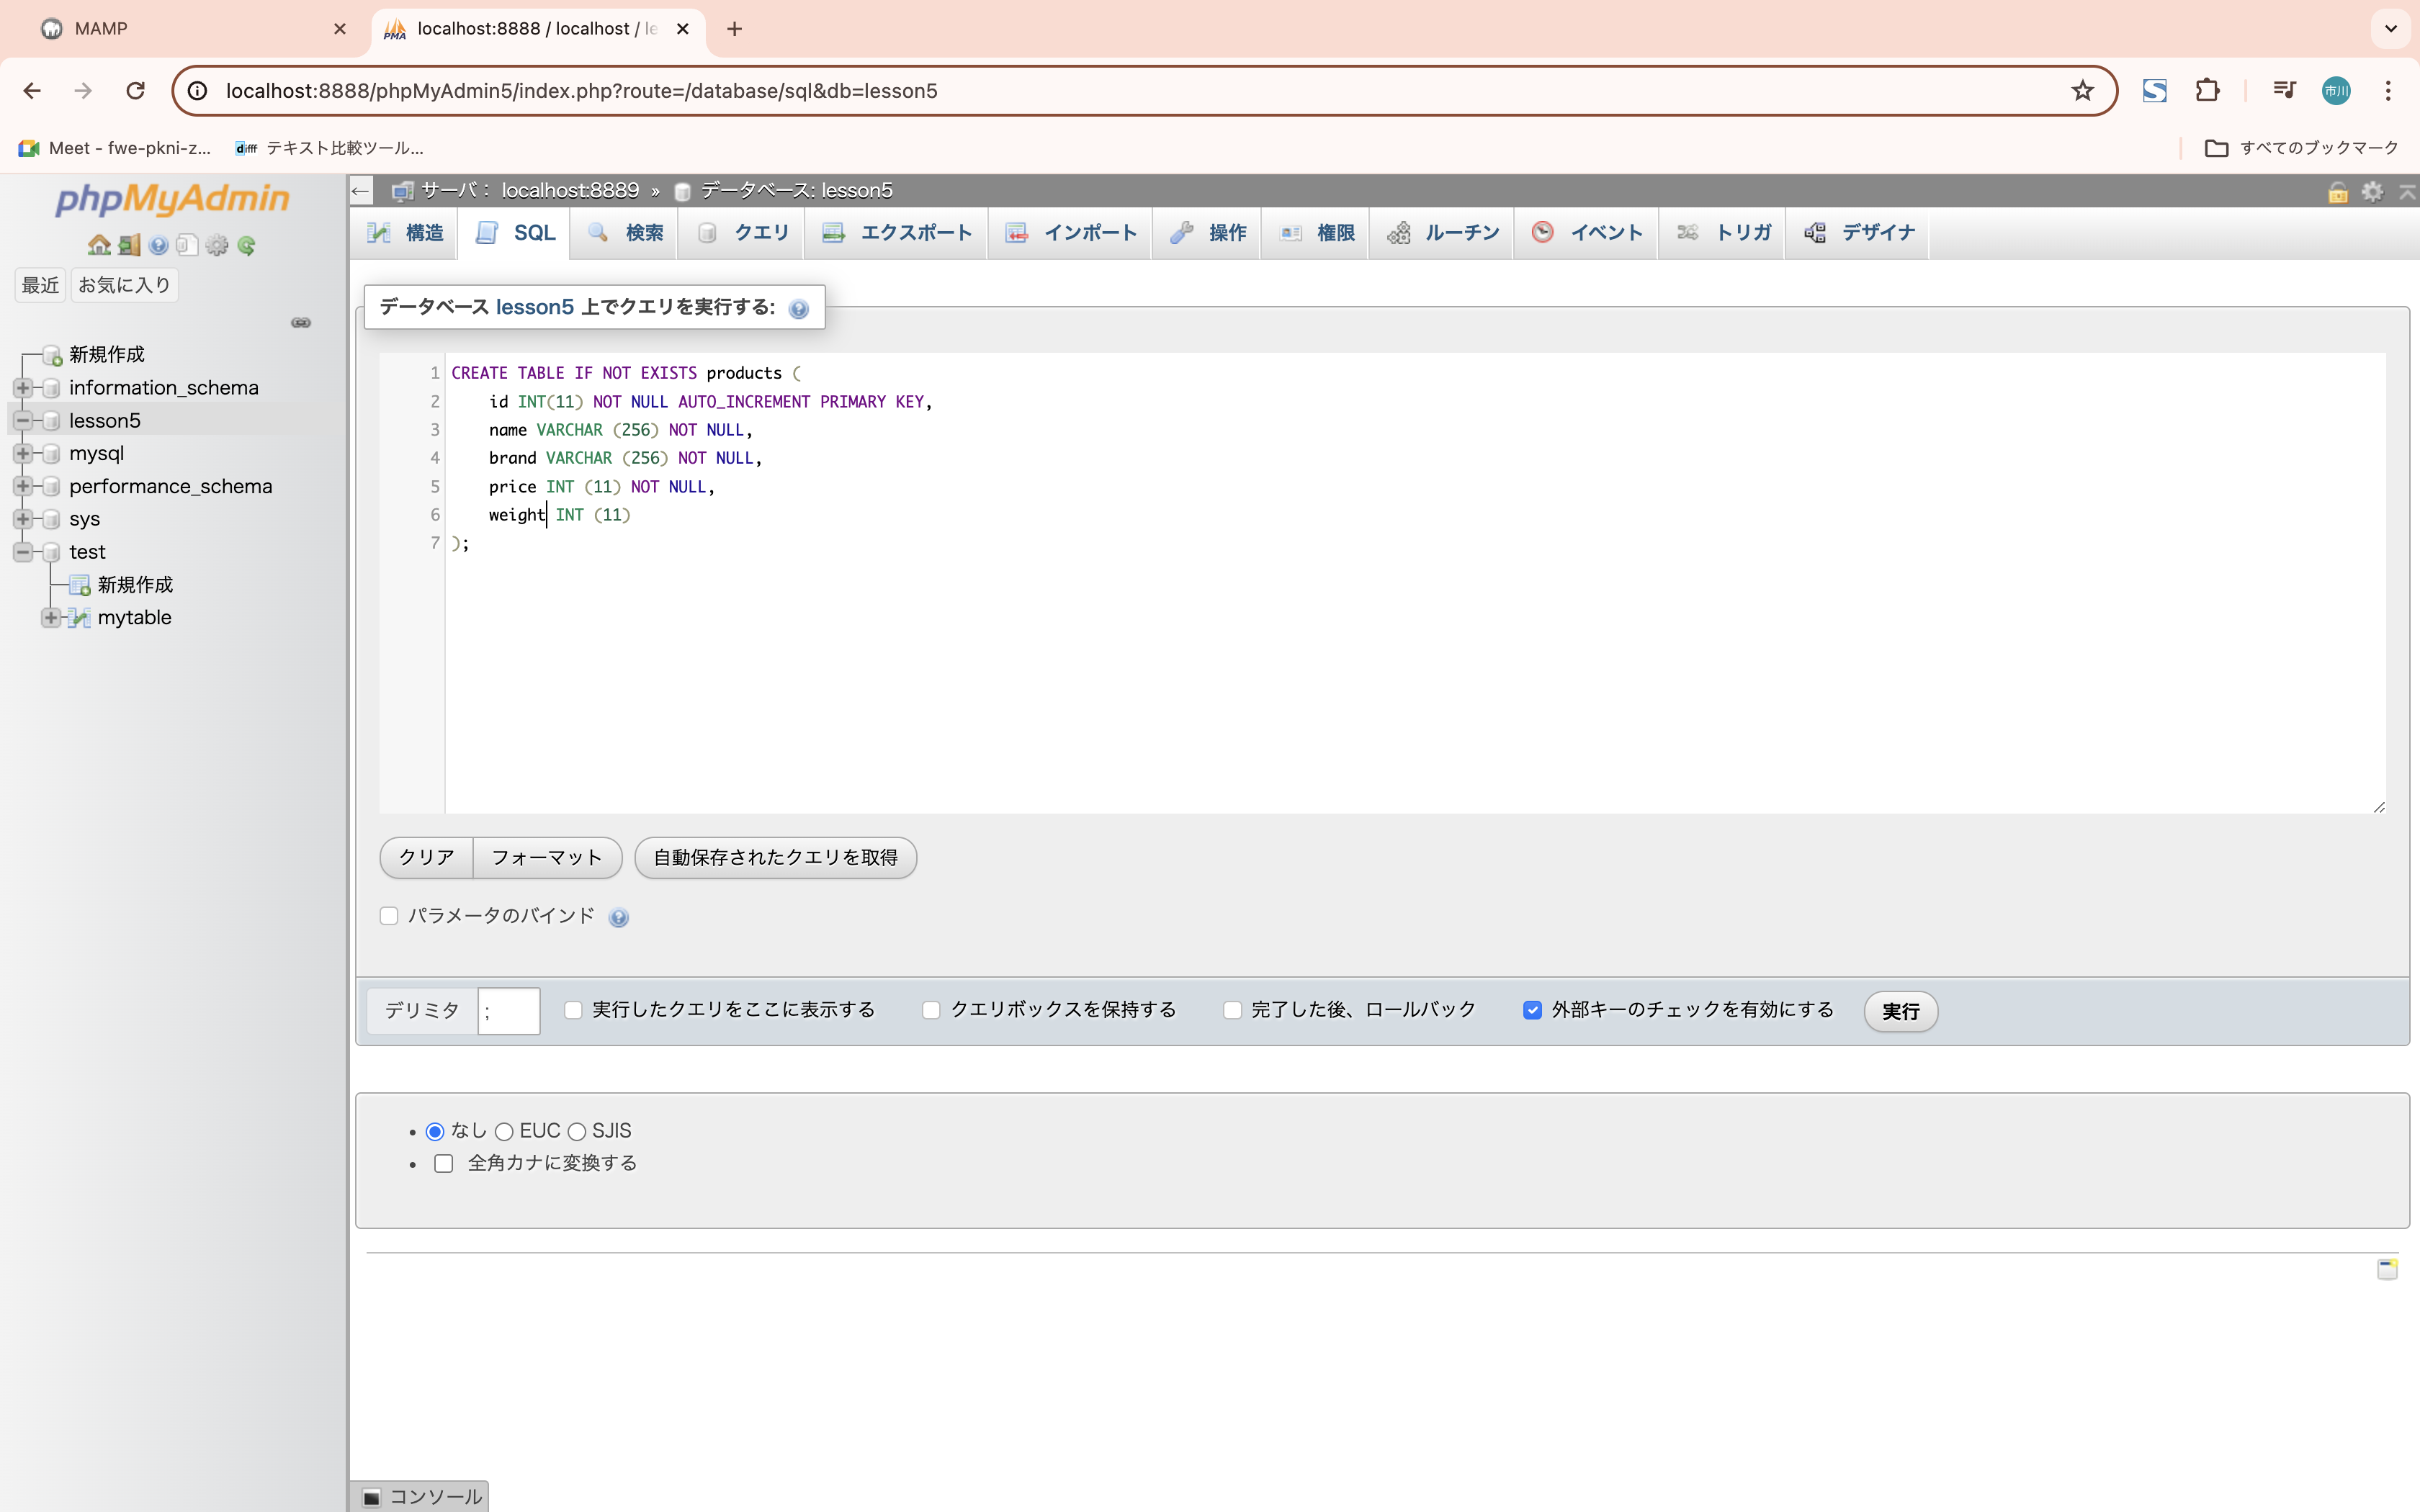 MAMP
localhost:8888 / localhost / le
localhost:8888/phpMyAdmin5/index.php?route=/database/sql&db=lesson5
市川
Meet - fwe-pkni-z...
diff テキスト比較ツール...
すべてのブックマーク
phpMyAdmin
サーバ： localhost:8889 » データベース: lesson5
構造 SQL 検索 クエリ エクスポート インポート 操作 権限 ルーチン イベント トリガ デザイナ
最近 お気に入り
新規作成
information_schema
lesson5
mysql
performance_schema
sys
test
新規作成
mytable
データベース lesson5 上でクエリを実行する:
1 CREATE TABLE IF NOT EXISTS products (
2 id INT(11) NOT NULL AUTO_INCREMENT PRIMARY KEY,
3 name VARCHAR (256) NOT NULL,
4 brand VARCHAR (256) NOT NULL,
5 price INT (11) NOT NULL,
6 weight INT (11)
7 );
クリア フォーマット 自動保存されたクエリを取得
パラメータのバインド
デリミタ ; 実行したクエリをここに表示する クエリボックスを保持する 完了した後、ロールバック 外部キーのチェックを有効にする 実行
なし EUC SJIS
全角カナに変換する
コンソール